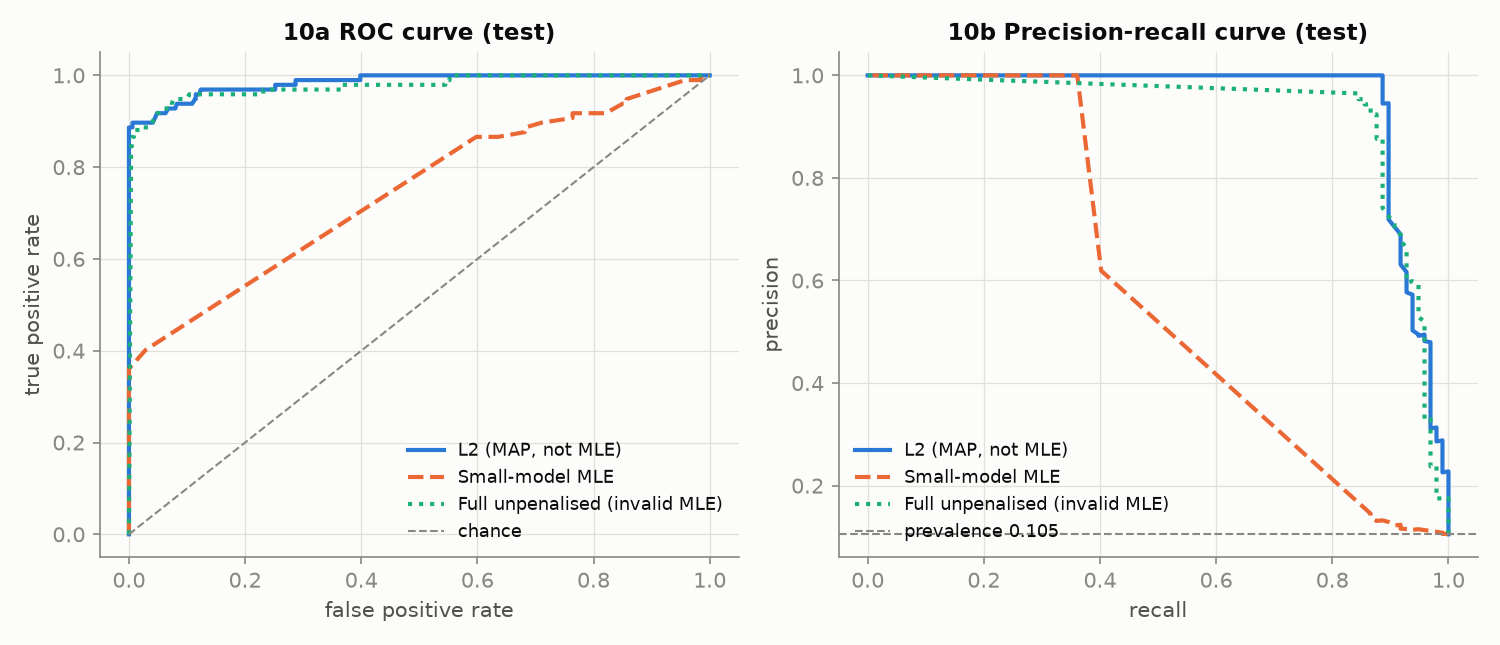 10a ROC curve (test)
true positive rate
1.0
0.8
0.6
0.4
0.2
0.0
L2 (MAP, not MLE)
Small-model MLE
Full unpenalised (invalid MLE)
chance
0.0 0.2 0.4 0.6 0.8 1.0
false positive rate
10b Precision-recall curve (test)
precision
1.0
0.8
0.6
0.4
0.2
L2 (MAP, not MLE)
Small-model MLE
Full unpenalised (invalid MLE)
prevalence 0.105
0.0 0.2 0.4 0.6 0.8 1.0
recall